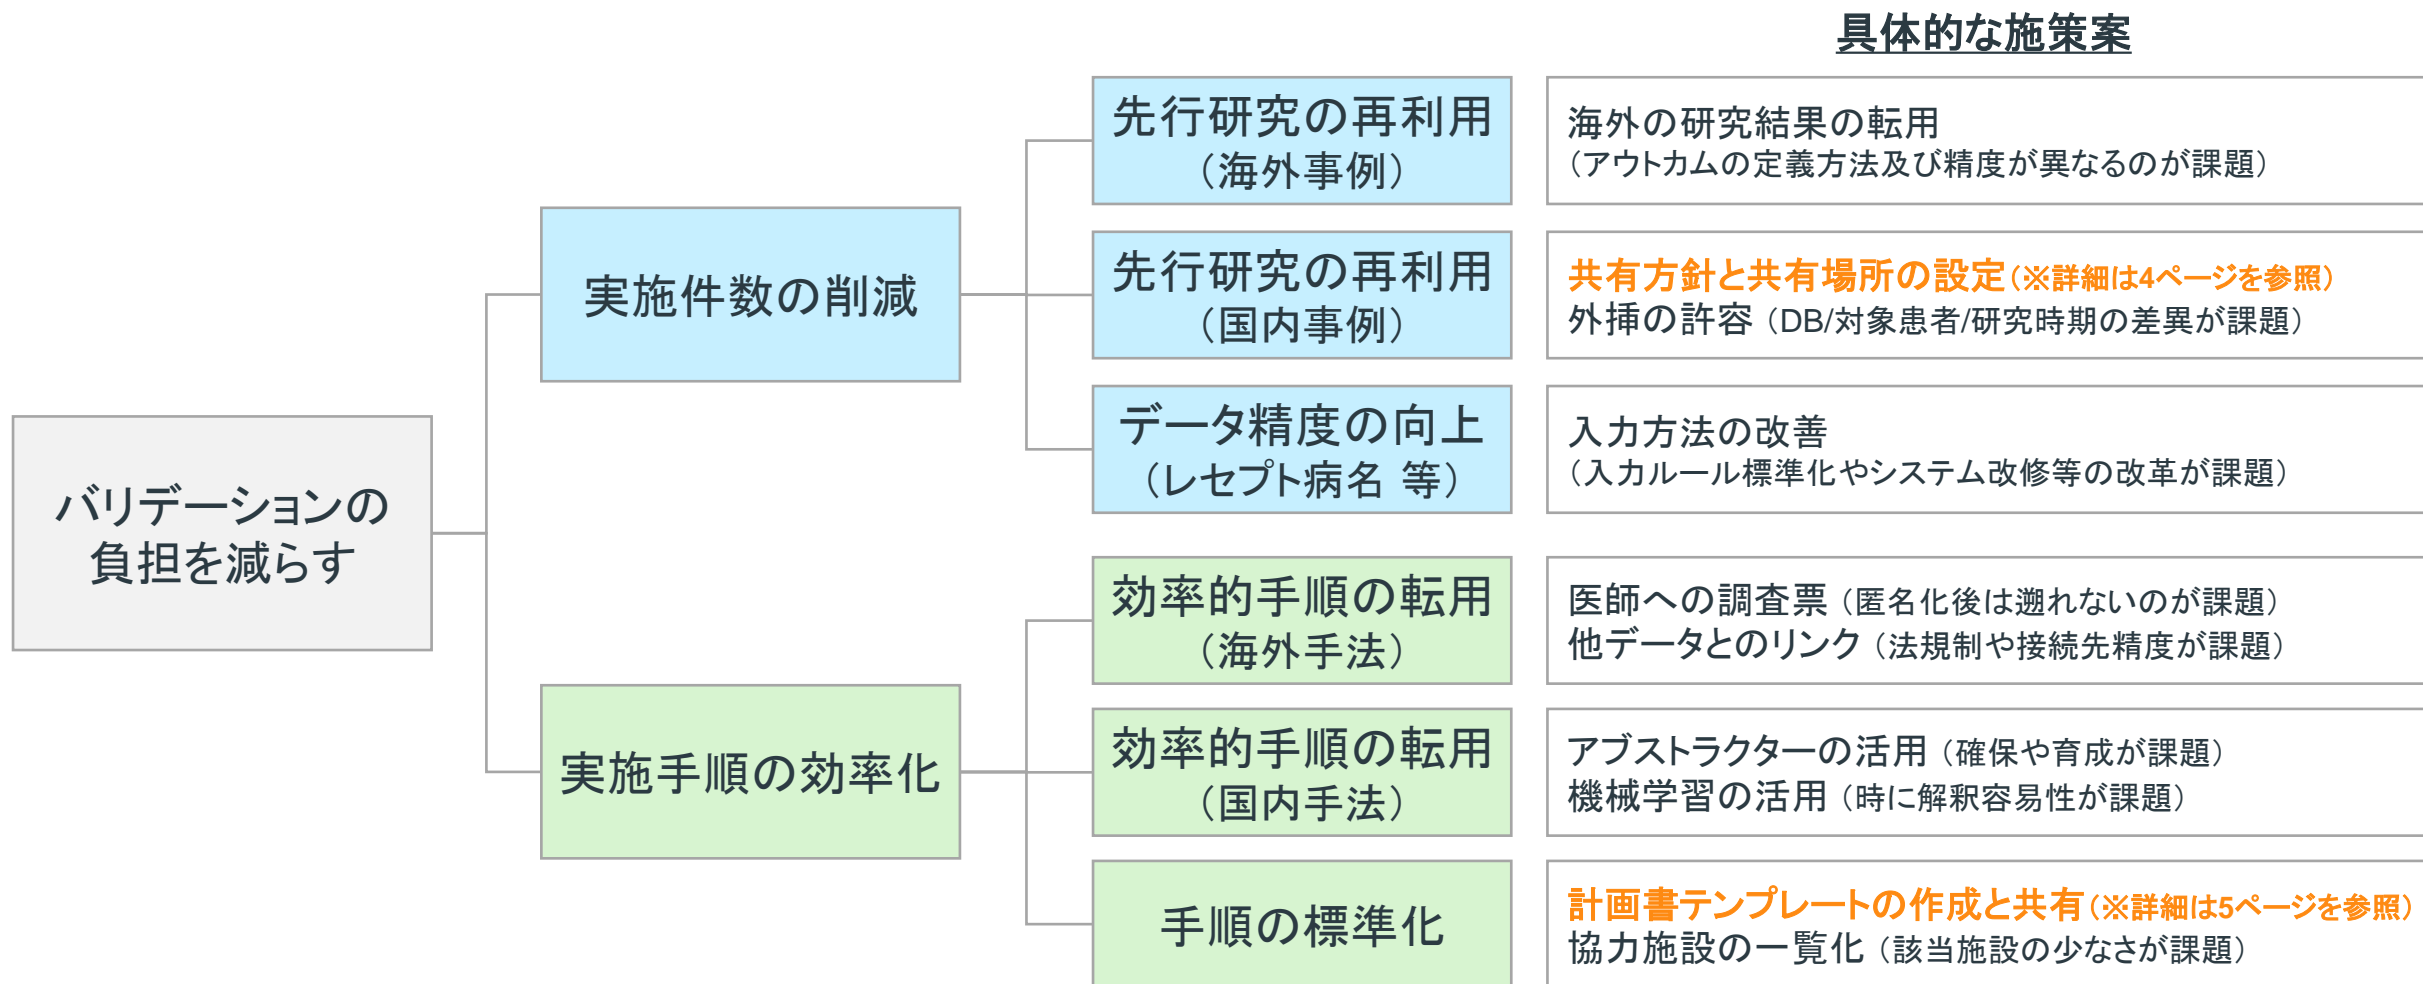 具体的な施策案
バリデーションの
負担を減らす
実施件数の削減
先行研究の再利用
（海外事例）
海外の研究結果の転用
（アウトカムの定義方法及び精度が異なるのが課題）
先行研究の再利用
（国内事例）
共有方針と共有場所の設定（※詳細は4ページを参照）
外挿の許容（DB/対象患者/研究時期の差異が課題）
データ精度の向上
（レセプト病名 等）
入力方法の改善
（入力ルール標準化やシステム改修等の改革が課題）
実施手順の効率化
効率的手順の転用
（海外手法）
医師への調査票（匿名化後は遡れないのが課題）
他データとのリンク（法規制や接続先精度が課題）
効率的手順の転用
（国内手法）
アブストラクターの活用（確保や育成が課題）
機械学習の活用（時に解釈容易性が課題）
手順の標準化
計画書テンプレートの作成と共有（※詳細は5ページを参照）
協力施設の一覧化（該当施設の少なさが課題）